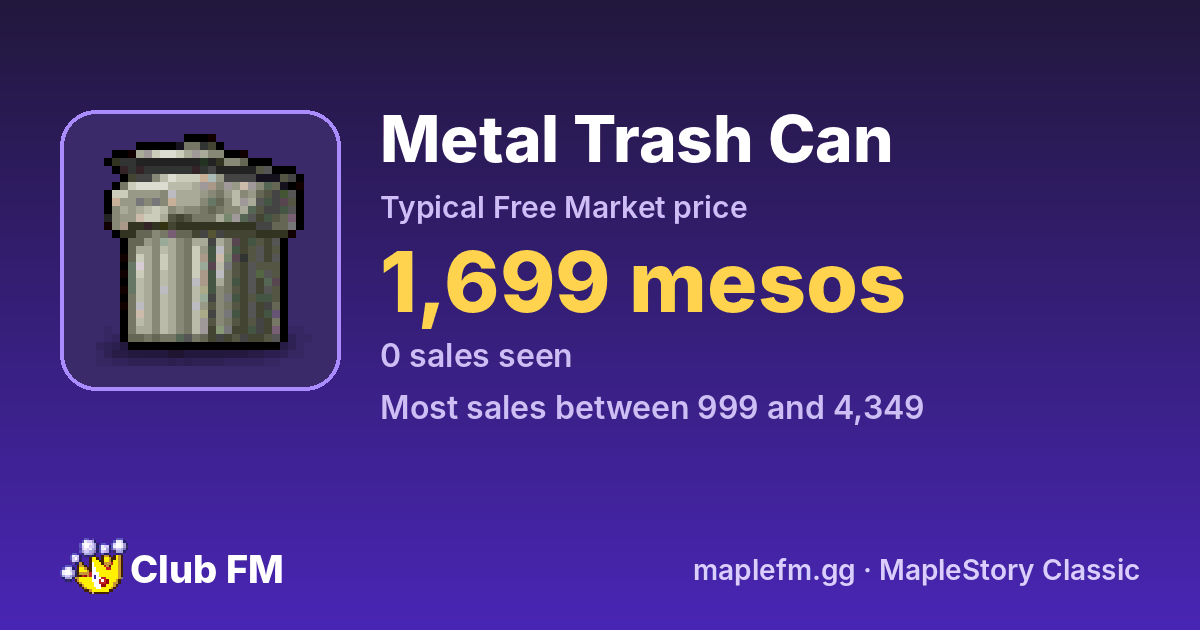 Metal Trash Can
Typical Free Market price
1,699 mesos
0 sales seen
Most sales between 999 and 4,349
Club FM
maplefm.gg · MapleStory Classic